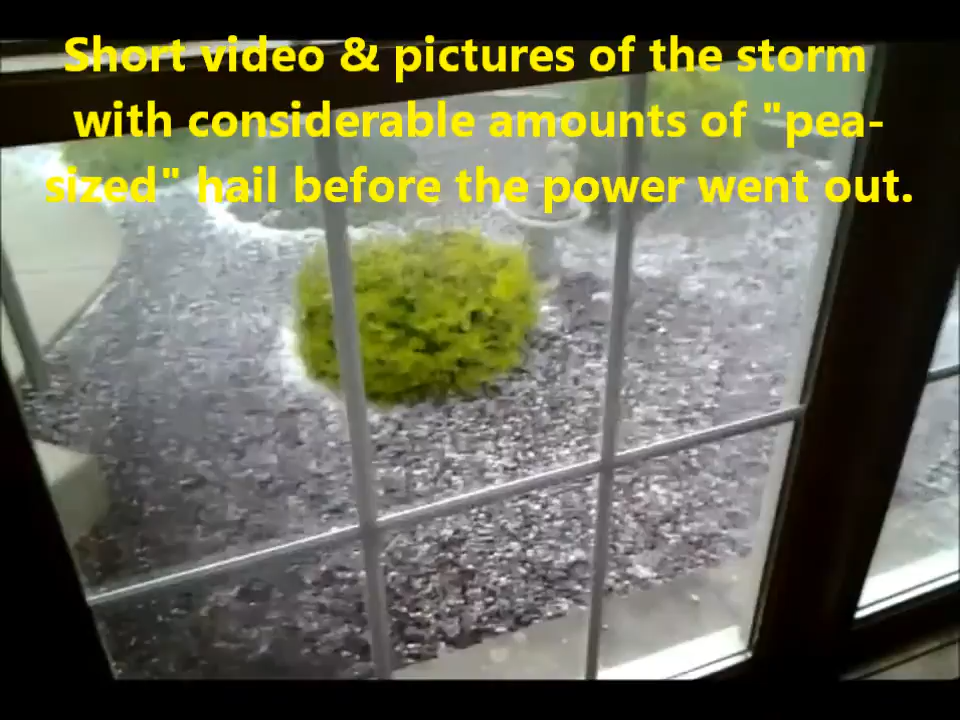 Short video & pictures of the storm
with considerable amounts of "pea-
sized" hail before the power went out.